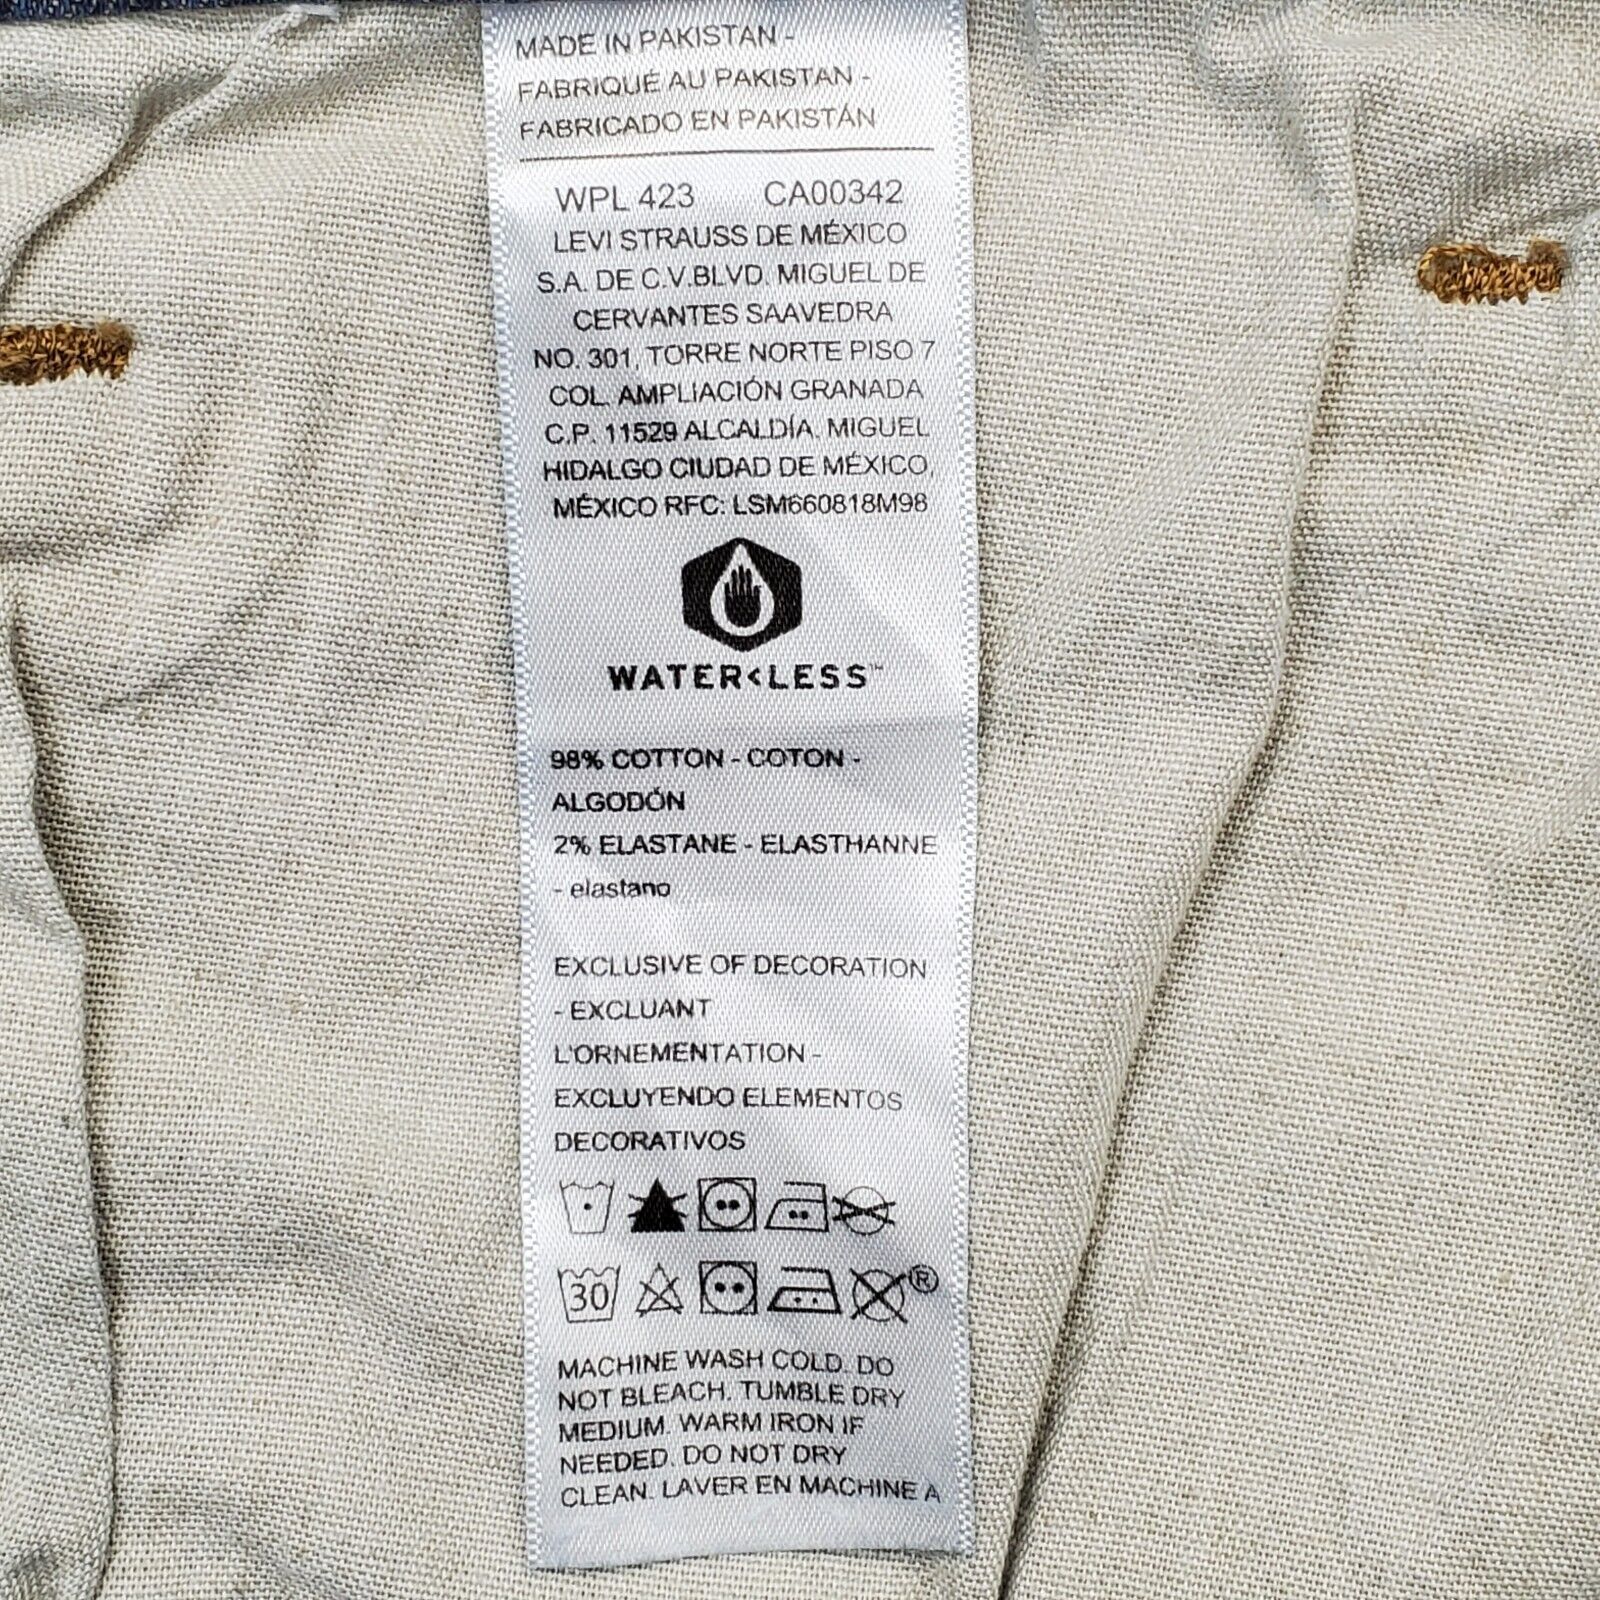 MADE IN PAKISTAN -
FABRIQUÉ AU PAKISTAN -
FABRICADO EN PAKISTÁN
WPL 423 CA00342
LEVI STRAUSS DE MÉXICO
S.A. DE C.V.BLVD. MIGUEL DE
CERVANTES SAAVEDRA
NO. 301, TORRE NORTE PISO 7
COL. AMPLIACIÓN GRANADA
C.P. 11529 ALCALDÍA. MIGUEL
HIDALGO CIUDAD DE MÉXICO,
MÉXICO RFC: LSM660818M98
WATER<LESS™
98% COTTON - COTON -
ALGODÓN
2% ELASTANE - ELASTHANNE
- elastano
EXCLUSIVE OF DECORATION
- EXCLUANT
L'ORNEMENTATION -
EXCLUYENDO ELEMENTOS
DECORATIVOS
30 ®
MACHINE WASH COLD. DO
NOT BLEACH. TUMBLE DRY
MEDIUM. WARM IRON IF
NEEDED. DO NOT DRY
CLEAN. LAVER EN MACHINE A